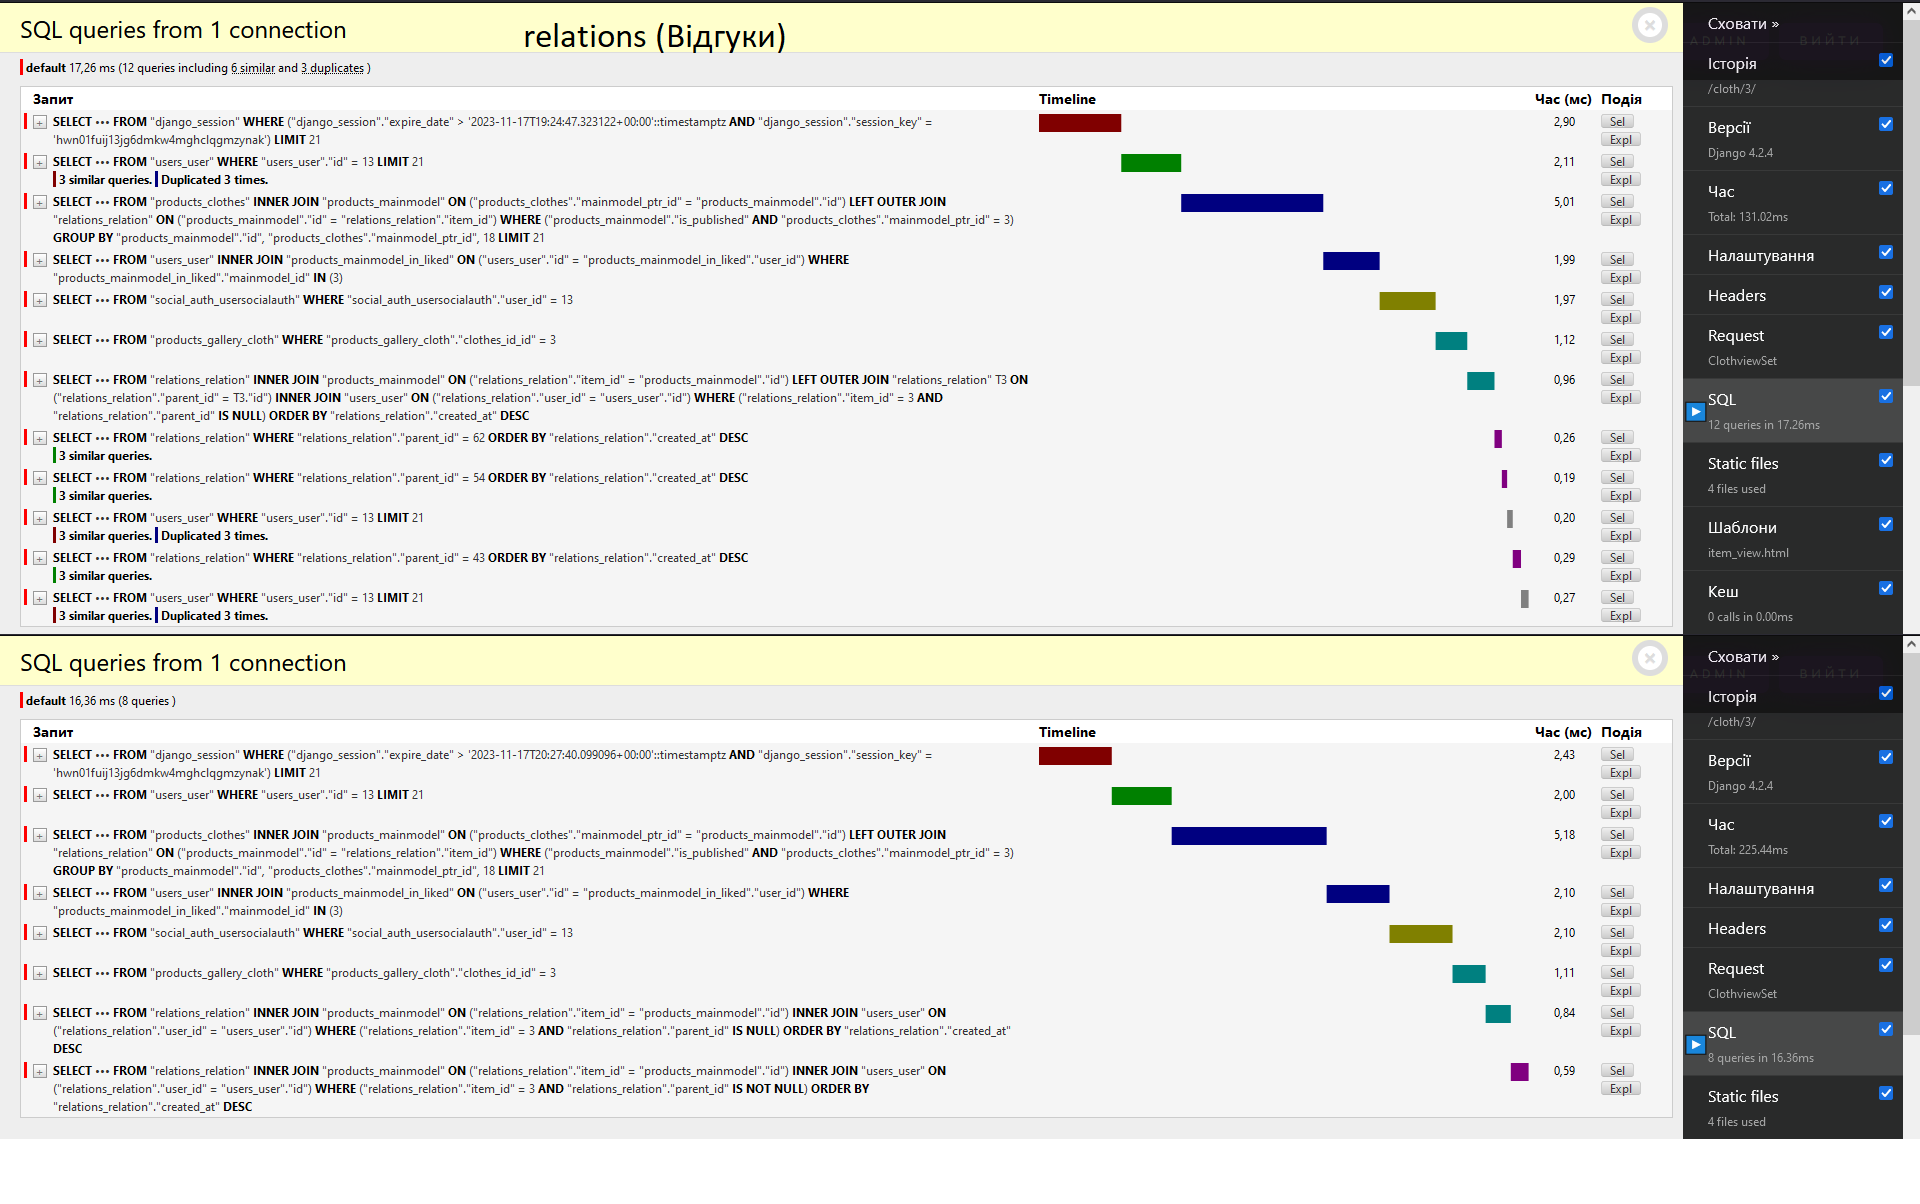 SQL queries from 1 connection
relations (Відгуки)
default 17,26 ms (12 queries including 6 similar and 3 duplicates )
Запит Timeline Час (мс) Подія
+ SELECT ••• FROM "django_session" WHERE ("django_session"."expire_date" > '2023-11-17T19:24:47.323122+00:00'::timestamptz AND "django_session"."session_key" = 2,90 Sel
'hwn01fuij13jg6dmkw4mghclqgmzynak') LIMIT 21 Expl
+ SELECT ••• FROM "users_user" WHERE "users_user"."id" = 13 LIMIT 21 2,11 Sel
3 similar queries. Duplicated 3 times. Expl
+ SELECT ••• FROM "products_clothes" INNER JOIN "products_mainmodel" ON ("products_clothes"."mainmodel_ptr_id" = "products_mainmodel"."id") LEFT OUTER JOIN 5,01 Sel
"relations_relation" ON ("products_mainmodel"."id" = "relations_relation"."item_id") WHERE ("products_mainmodel"."is_published" AND "products_clothes"."mainmodel_ptr_id" = 3) Expl
GROUP BY "products_mainmodel"."id", "products_clothes"."mainmodel_ptr_id", 18 LIMIT 21
+ SELECT ••• FROM "users_user" INNER JOIN "products_mainmodel_in_liked" ON ("users_user"."id" = "products_mainmodel_in_liked"."user_id") WHERE 1,99 Sel
"products_mainmodel_in_liked"."mainmodel_id" IN (3) Expl
+ SELECT ••• FROM "social_auth_usersocialauth" WHERE "social_auth_usersocialauth"."user_id" = 13 1,97 Sel
Expl
+ SELECT ••• FROM "products_gallery_cloth" WHERE "products_gallery_cloth"."clothes_id_id" = 3 1,12 Sel
Expl
+ SELECT ••• FROM "relations_relation" INNER JOIN "products_mainmodel" ON ("relations_relation"."item_id" = "products_mainmodel"."id") LEFT OUTER JOIN "relations_relation" T3 ON 0,96 Sel
("relations_relation"."parent_id" = T3."id") INNER JOIN "users_user" ON ("relations_relation"."user_id" = "users_user"."id") WHERE ("relations_relation"."item_id" = 3 AND Expl
"relations_relation"."parent_id" IS NULL) ORDER BY "relations_relation"."created_at" DESC
+ SELECT ••• FROM "relations_relation" WHERE "relations_relation"."parent_id" = 62 ORDER BY "relations_relation"."created_at" DESC 0,26 Sel
3 similar queries. Expl
+ SELECT ••• FROM "relations_relation" WHERE "relations_relation"."parent_id" = 54 ORDER BY "relations_relation"."created_at" DESC 0,19 Sel
3 similar queries. Expl
+ SELECT ••• FROM "users_user" WHERE "users_user"."id" = 13 LIMIT 21 0,20 Sel
3 similar queries. Duplicated 3 times. Expl
+ SELECT ••• FROM "relations_relation" WHERE "relations_relation"."parent_id" = 43 ORDER BY "relations_relation"."created_at" DESC 0,29 Sel
3 similar queries. Expl
+ SELECT ••• FROM "users_user" WHERE "users_user"."id" = 13 LIMIT 21 0,27 Sel
3 similar queries. Duplicated 3 times. Expl
Сховати »
ADMIN ВИЙТИ
Історія
/cloth/3/
Версії
Django 4.2.4
Час
Total: 131.02ms
Налаштування
Headers
Request
ClothviewSet
SQL
12 queries in 17.26ms
Static files
4 files used
Шаблони
item_view.html
Кеш
0 calls in 0.00ms
SQL queries from 1 connection
default 16,36 ms (8 queries )
Запит Timeline Час (мс) Подія
+ SELECT ••• FROM "django_session" WHERE ("django_session"."expire_date" > '2023-11-17T20:27:40.099096+00:00'::timestamptz AND "django_session"."session_key" = 2,43 Sel
'hwn01fuij13jg6dmkw4mghclqgmzynak') LIMIT 21 Expl
+ SELECT ••• FROM "users_user" WHERE "users_user"."id" = 13 LIMIT 21 2,00 Sel
Expl
+ SELECT ••• FROM "products_clothes" INNER JOIN "products_mainmodel" ON ("products_clothes"."mainmodel_ptr_id" = "products_mainmodel"."id") LEFT OUTER JOIN 5,18 Sel
"relations_relation" ON ("products_mainmodel"."id" = "relations_relation"."item_id") WHERE ("products_mainmodel"."is_published" AND "products_clothes"."mainmodel_ptr_id" = 3) Expl
GROUP BY "products_mainmodel"."id", "products_clothes"."mainmodel_ptr_id", 18 LIMIT 21
+ SELECT ••• FROM "users_user" INNER JOIN "products_mainmodel_in_liked" ON ("users_user"."id" = "products_mainmodel_in_liked"."user_id") WHERE 2,10 Sel
"products_mainmodel_in_liked"."mainmodel_id" IN (3) Expl
+ SELECT ••• FROM "social_auth_usersocialauth" WHERE "social_auth_usersocialauth"."user_id" = 13 2,10 Sel
Expl
+ SELECT ••• FROM "products_gallery_cloth" WHERE "products_gallery_cloth"."clothes_id_id" = 3 1,11 Sel
Expl
+ SELECT ••• FROM "relations_relation" INNER JOIN "products_mainmodel" ON ("relations_relation"."item_id" = "products_mainmodel"."id") INNER JOIN "users_user" ON 0,84 Sel
("relations_relation"."user_id" = "users_user"."id") WHERE ("relations_relation"."item_id" = 3 AND "relations_relation"."parent_id" IS NULL) ORDER BY "relations_relation"."created_at" Expl
DESC
+ SELECT ••• FROM "relations_relation" INNER JOIN "products_mainmodel" ON ("relations_relation"."item_id" = "products_mainmodel"."id") INNER JOIN "users_user" ON 0,59 Sel
("relations_relation"."user_id" = "users_user"."id") WHERE ("relations_relation"."item_id" = 3 AND "relations_relation"."parent_id" IS NOT NULL) ORDER BY Expl
"relations_relation"."created_at" DESC
Сховати »
ADMIN ВИЙТИ
Історія
/cloth/3/
Версії
Django 4.2.4
Час
Total: 225.44ms
Налаштування
Headers
Request
ClothviewSet
SQL
8 queries in 16.36ms
Static files
4 files used